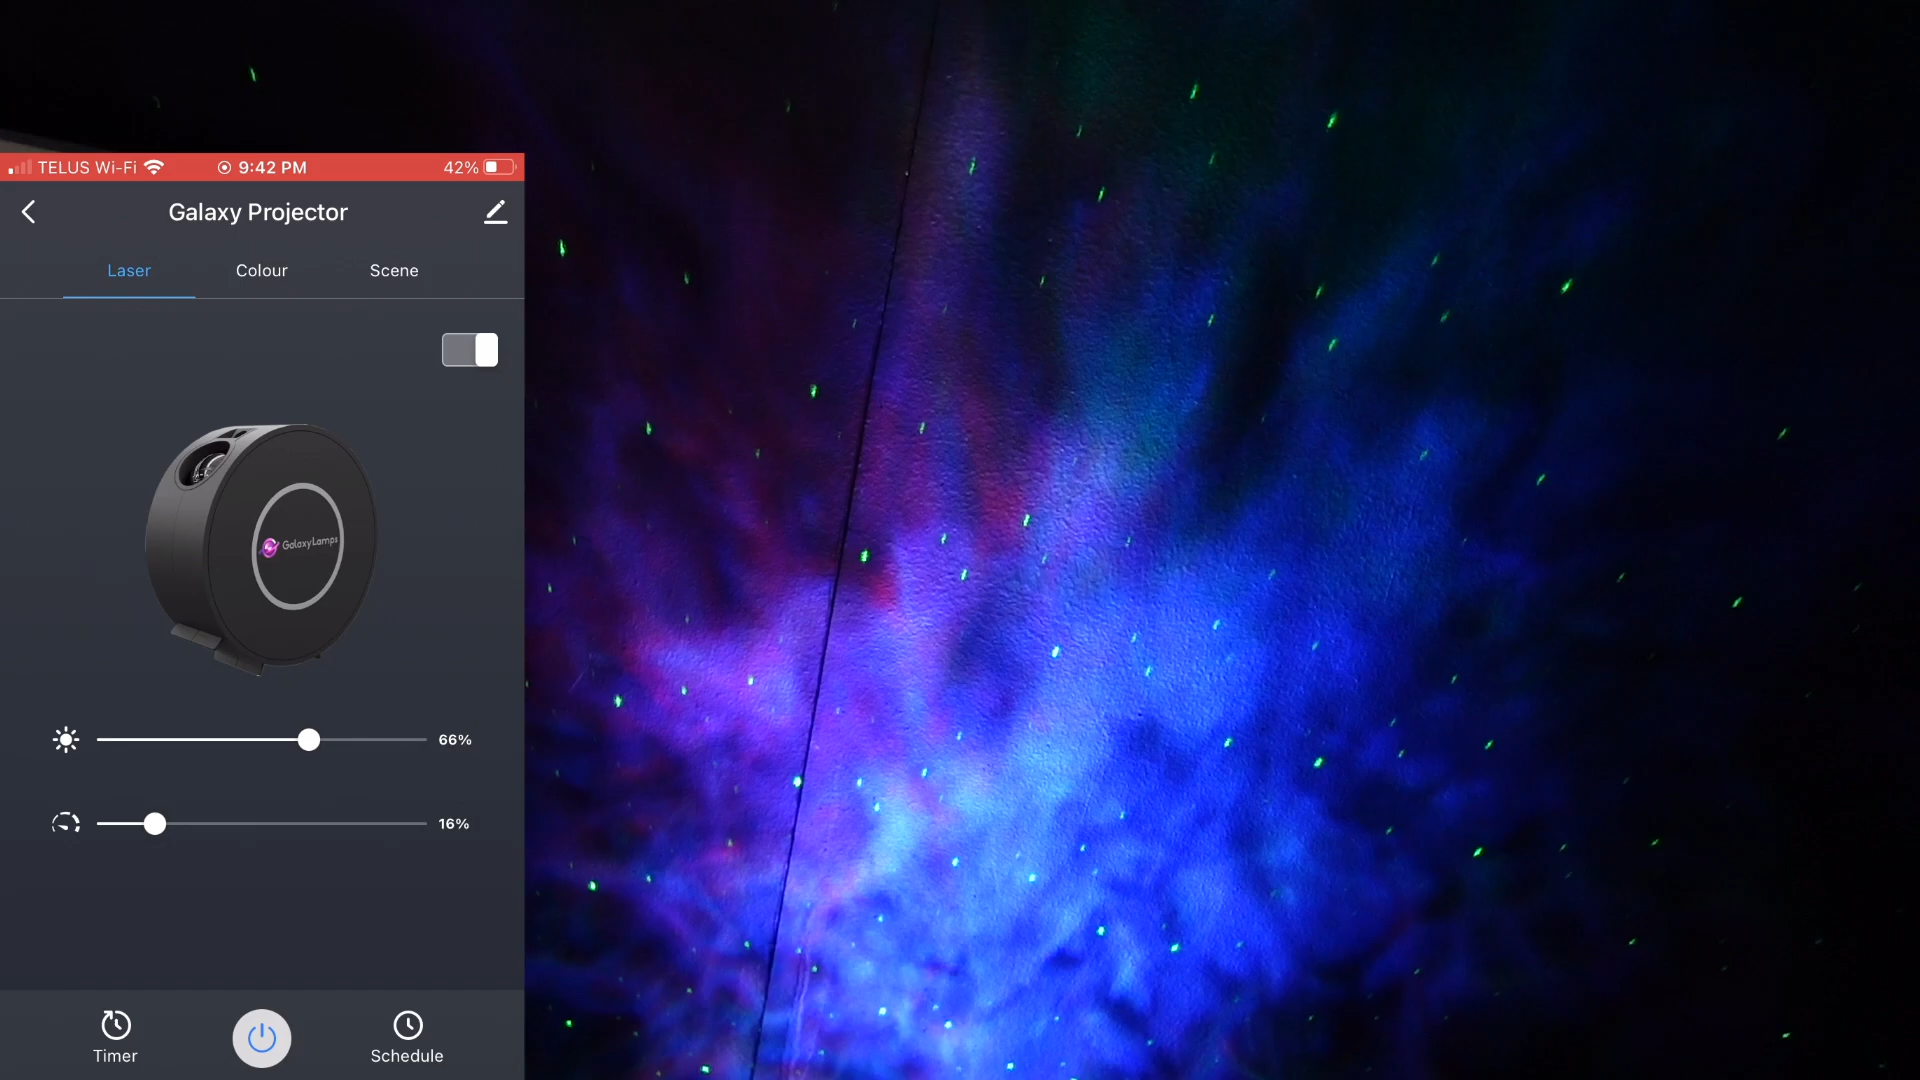 TELUS Wi-Fi 9:42 PM 42%
Galaxy Projector
Laser Colour Scene
GalaxyLamps
66%
16%
Timer Schedule